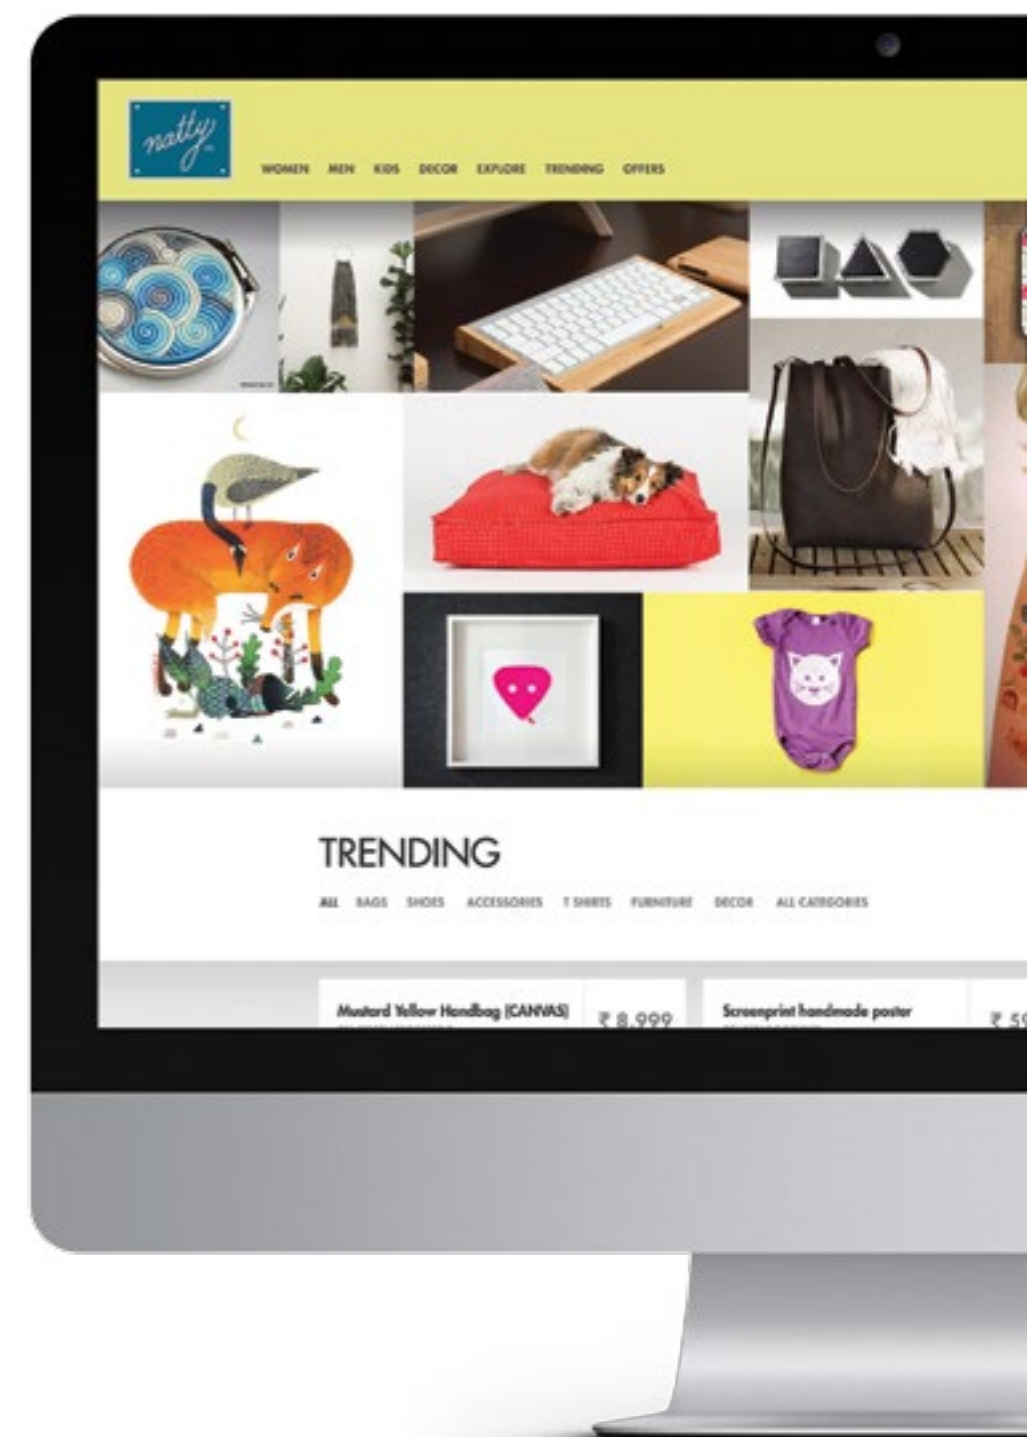 natty
WOMEN MEN KIDS DECOR EXPLORE TRENDING OFFERS
TRENDING
ALL BAGS SHOES ACCESSORIES T SHIRTS FURNITURE DECOR ALL CATEGORIES
Mustard Yellow Handbag (CANVAS) ₹ 8,999 Screenprint handmade poster ₹ 59